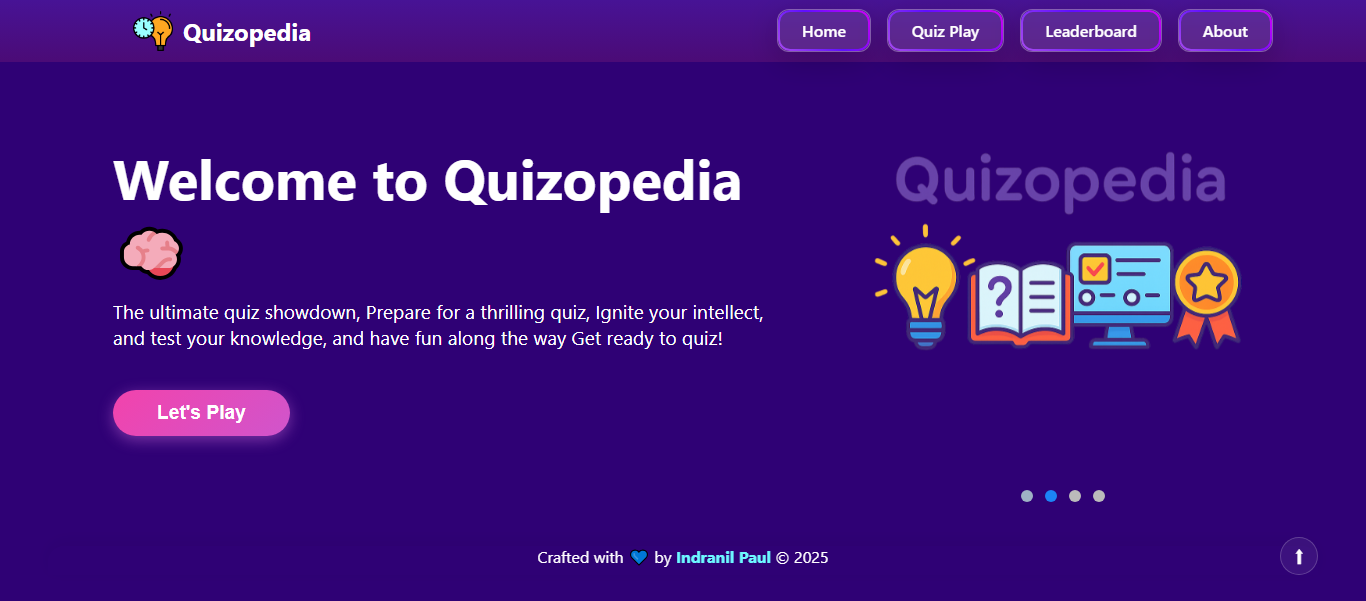 Quizopedia
Home
Quiz Play
Leaderboard
About
Welcome to Quizopedia
The ultimate quiz showdown, Prepare for a thrilling quiz, Ignite your intellect,
and test your knowledge, and have fun along the way Get ready to quiz!
Let's Play
Quizopedia
?
Crafted with 💙 by Indranil Paul © 2025